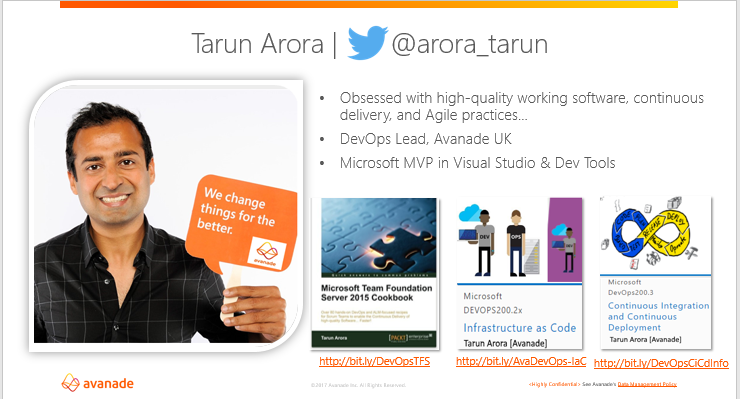 Tarun Arora | @arora_tarun
• Obsessed with high-quality working software, continuous
delivery, and Agile practices...
• DevOps Lead, Avanade UK
• Microsoft MVP in Visual Studio & Dev Tools
We change
things for the
better.
avanade
Microsoft Team Foundation
Server 2015 Cookbook
Tarun Arora
[PACKT] enterprise
http://bit.ly/DevOpsTFS
DEV
OPS
Microsoft
DEVOPS200.2x
Infrastructure as Code
Tarun Arora [Avanade]
http://bit.ly/AvaDevOps-IaC
Microsoft
DevOps200.3
Continuous Integration
and Continuous
Deployment
Tarun Arora [Avanade]
http://bit.ly/DevOpsCiCdInfo
avanade
©2017 Avanade Inc. All Rights Reserved.
<Highly Confidential> See Avanade's Data Management Policy